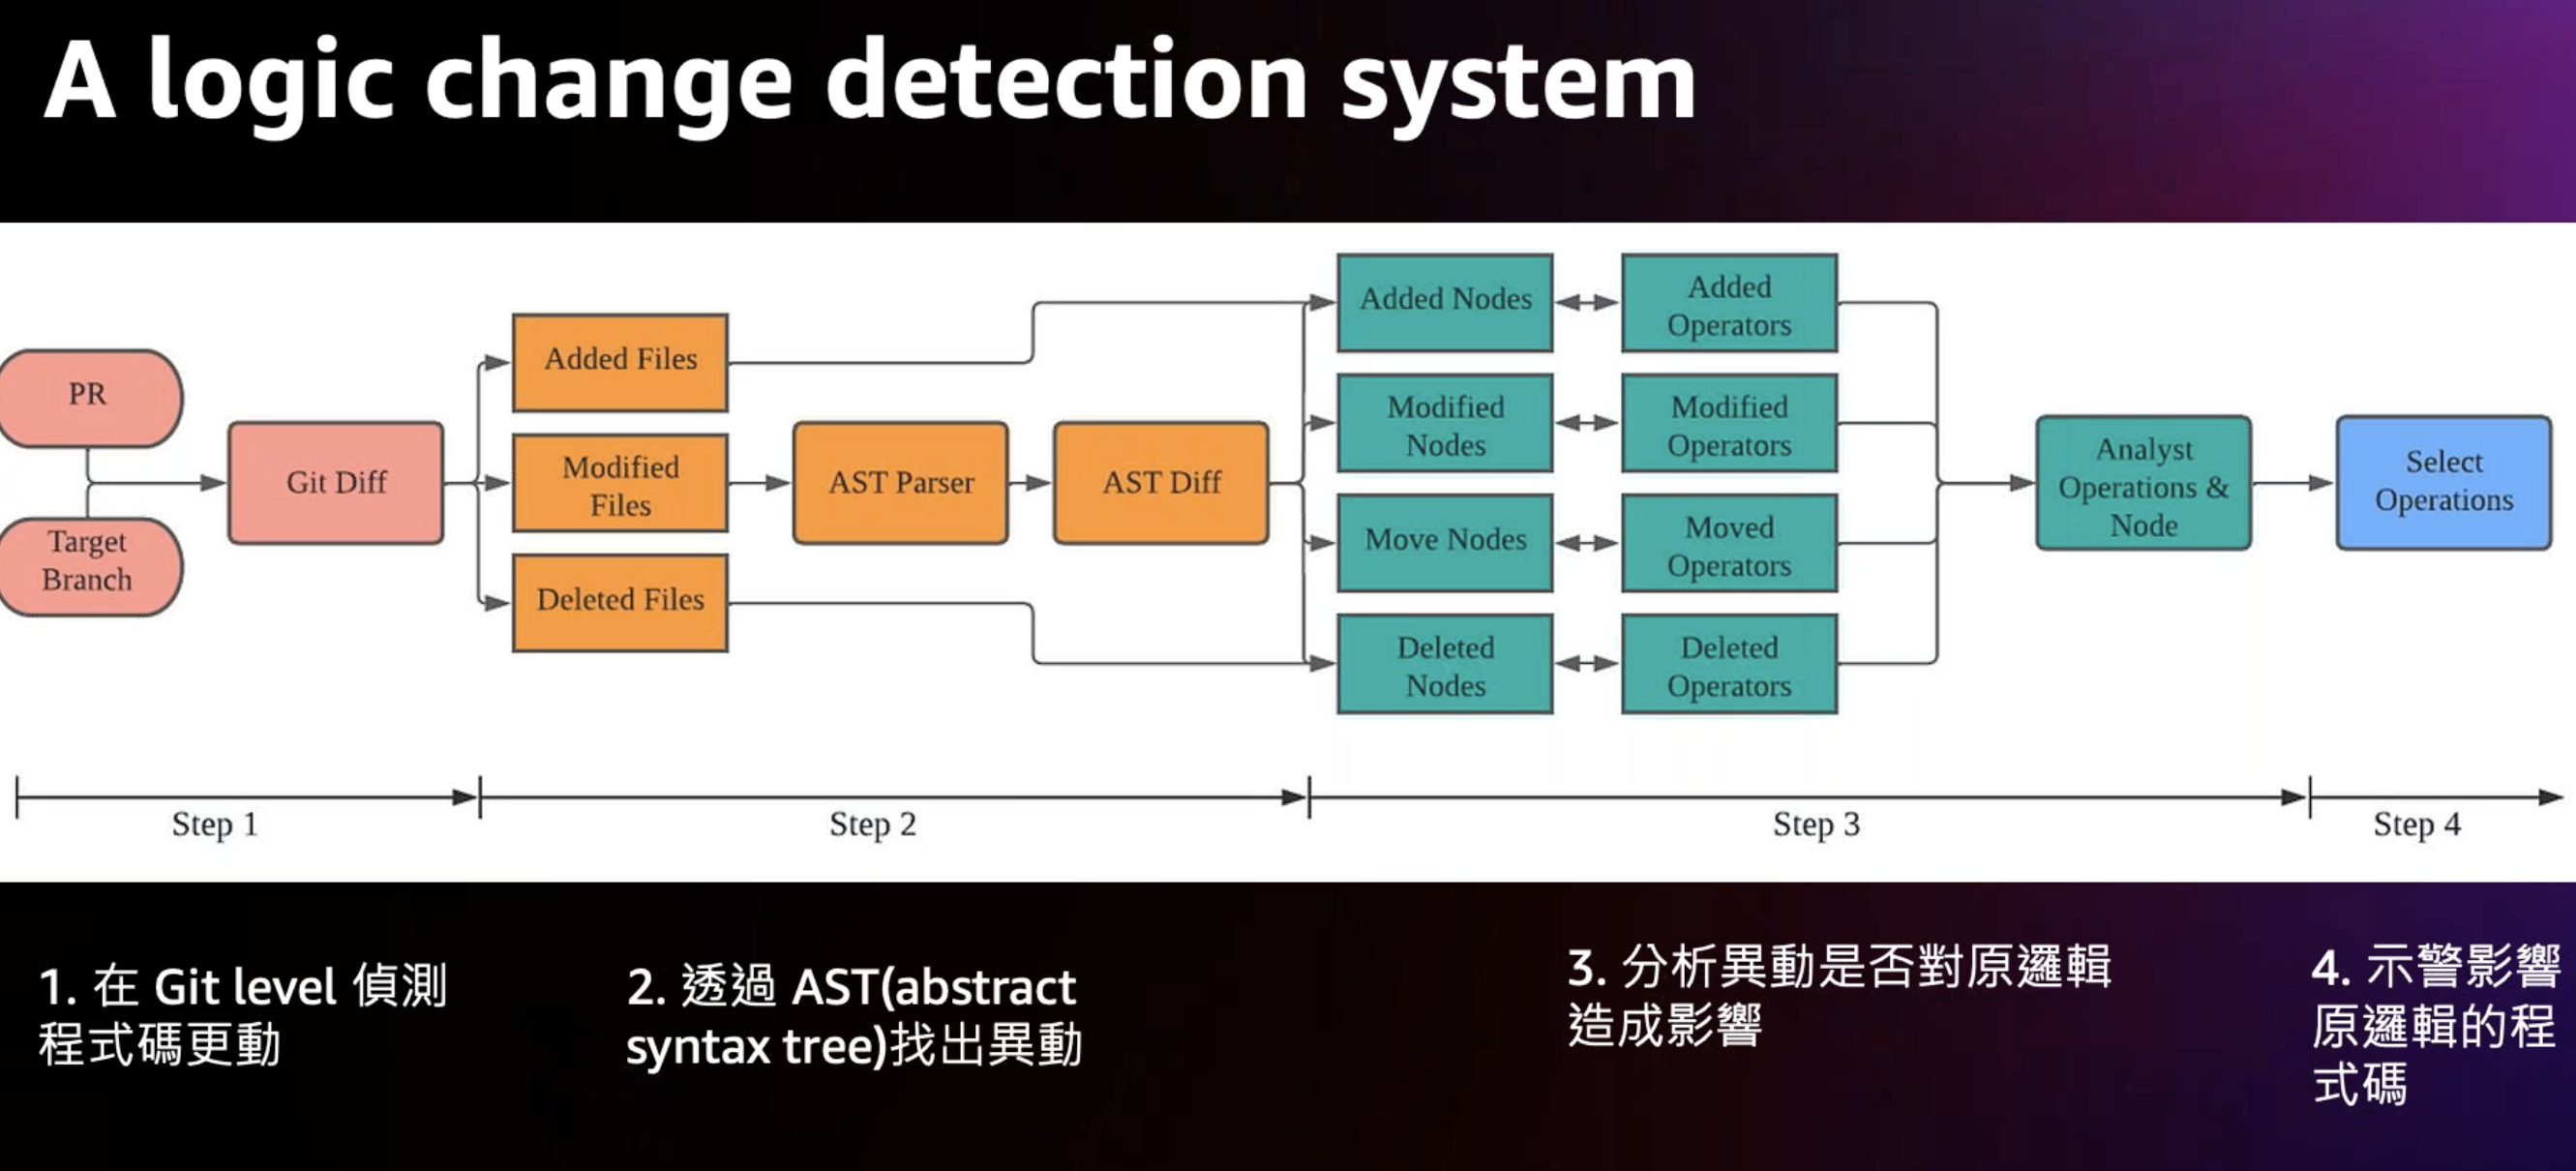 A logic change detection system
PR
Target
Branch
Git Diff
Added Files
Modified
Files
Deleted Files
AST Parser
AST Diff
Added Nodes
Modified
Nodes
Move Nodes
Deleted
Nodes
Added
Operators
Modified
Operators
Moved
Operators
Deleted
Operators
Analyst
Operations &
Node
Select
Operations
Step 1
Step 2
Step 3
Step 4
1. 在 Git level 偵測
程式碼更動
2. 透過 AST(abstract
syntax tree)找出異動
3. 分析異動是否對原邏輯
造成影響
4. 示警影響
原邏輯的程
式碼